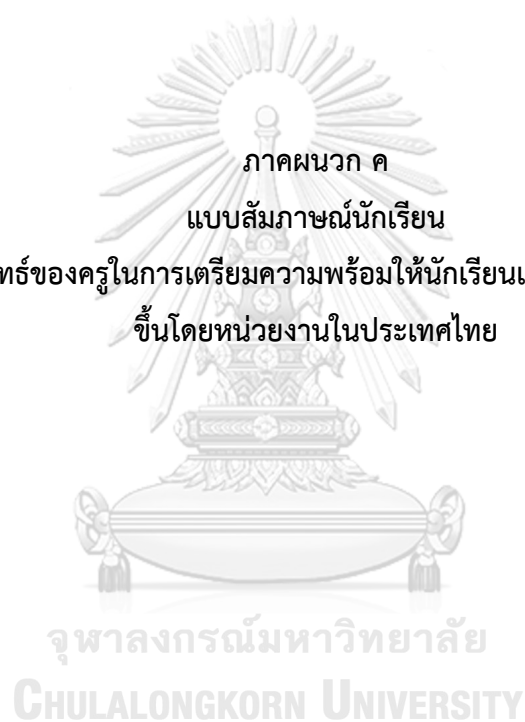 ภาคผนวก ค
แบบสัมภาษณ์นักเรียน
ของครูในการเตรียมความพร้อมให้นักเรียน
ขึ้นโดยหน่วยงานในประเทศไทย
จุฬาลงกรณ์มหาวิทยาลัย
CHULALONGKORN UNIVERSITY